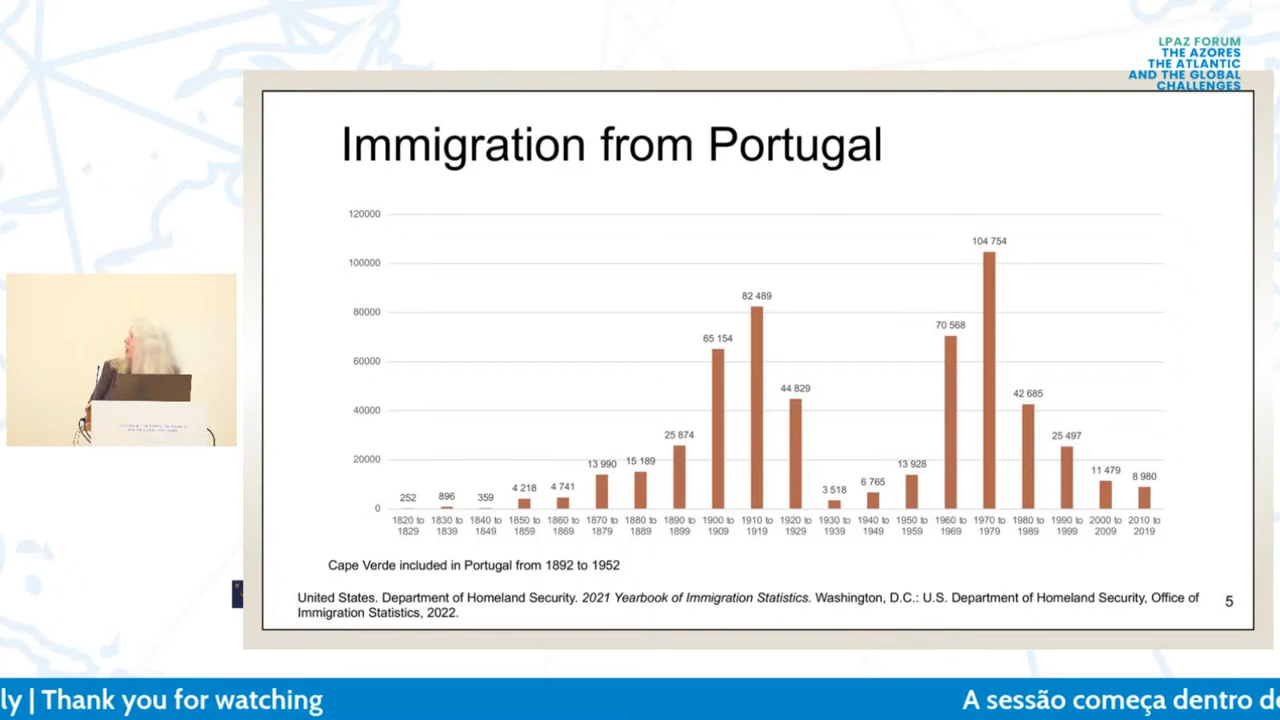 LPAZ FORUM
THE AZORES
THE ATLANTIC
AND THE GLOBAL
CHALLENGES
Immigration from Portugal
120000
100000
80000
60000
40000
20000
0
252
896
359
4 218
4 741
13 990
15 189
25 874
65 154
82 489
44 829
3 518
6 765
13 928
70 568
104 754
42 685
25 497
11 479
8 980
1820 to
1829
1830 to
1839
1840 to
1849
1850 to
1859
1860 to
1869
1870 to
1879
1880 to
1889
1890 to
1899
1900 to
1909
1910 to
1919
1920 to
1929
1930 to
1939
1940 to
1949
1950 to
1959
1960 to
1969
1970 to
1979
1980 to
1989
1990 to
1999
2000 to
2009
2010 to
2019
Cape Verde included in Portugal from 1892 to 1952
United States. Department of Homeland Security. 2021 Yearbook of Immigration Statistics. Washington, D.C.: U.S. Department of Homeland Security, Office of
Immigration Statistics, 2022.
5
ly | Thank you for watching
A sessão começa dentro de